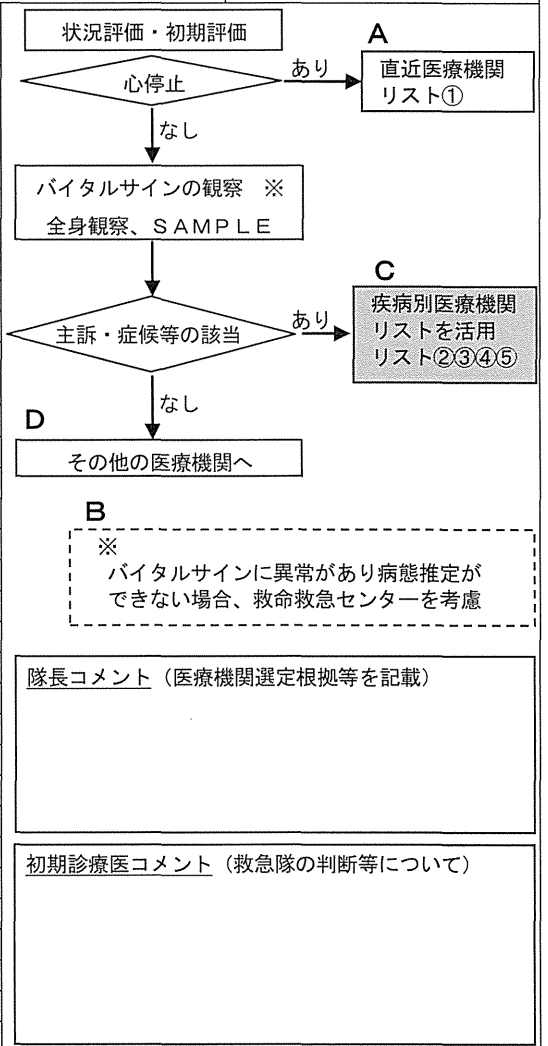 状況評価・初期評価
A
心停止
あり
直近医療機関
リスト①
なし
バイタルサインの観察　※
全身観察、ＳＡＭＰＬＥ
C
主訴・症候等の該当
あり
疾病別医療機関
リストを活用
リスト②③④⑤
なし
D
その他の医療機関へ
B
※
バイタルサインに異常があり病態推定が
できない場合、救命救急センターを考慮
隊長コメント（医療機関選定根拠等を記載）
初期診療医コメント（救急隊の判断等について）